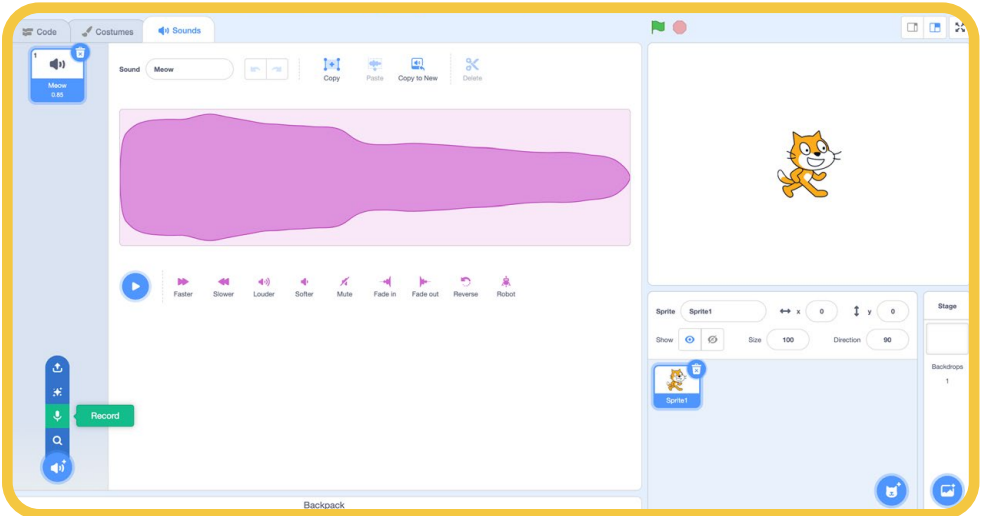 Code
Costumes
Sounds
1
Meow
0.85
Sound
Meow
Copy
Paste
Copy to New
Delete
Faster
Slower
Louder
Softer
Mute
Fade in
Fade out
Reverse
Robot
Record
Backpack
Sprite
Sprite1
x
0
y
0
Show
Size
100
Direction
90
Sprite1
Stage
Backdrops
1